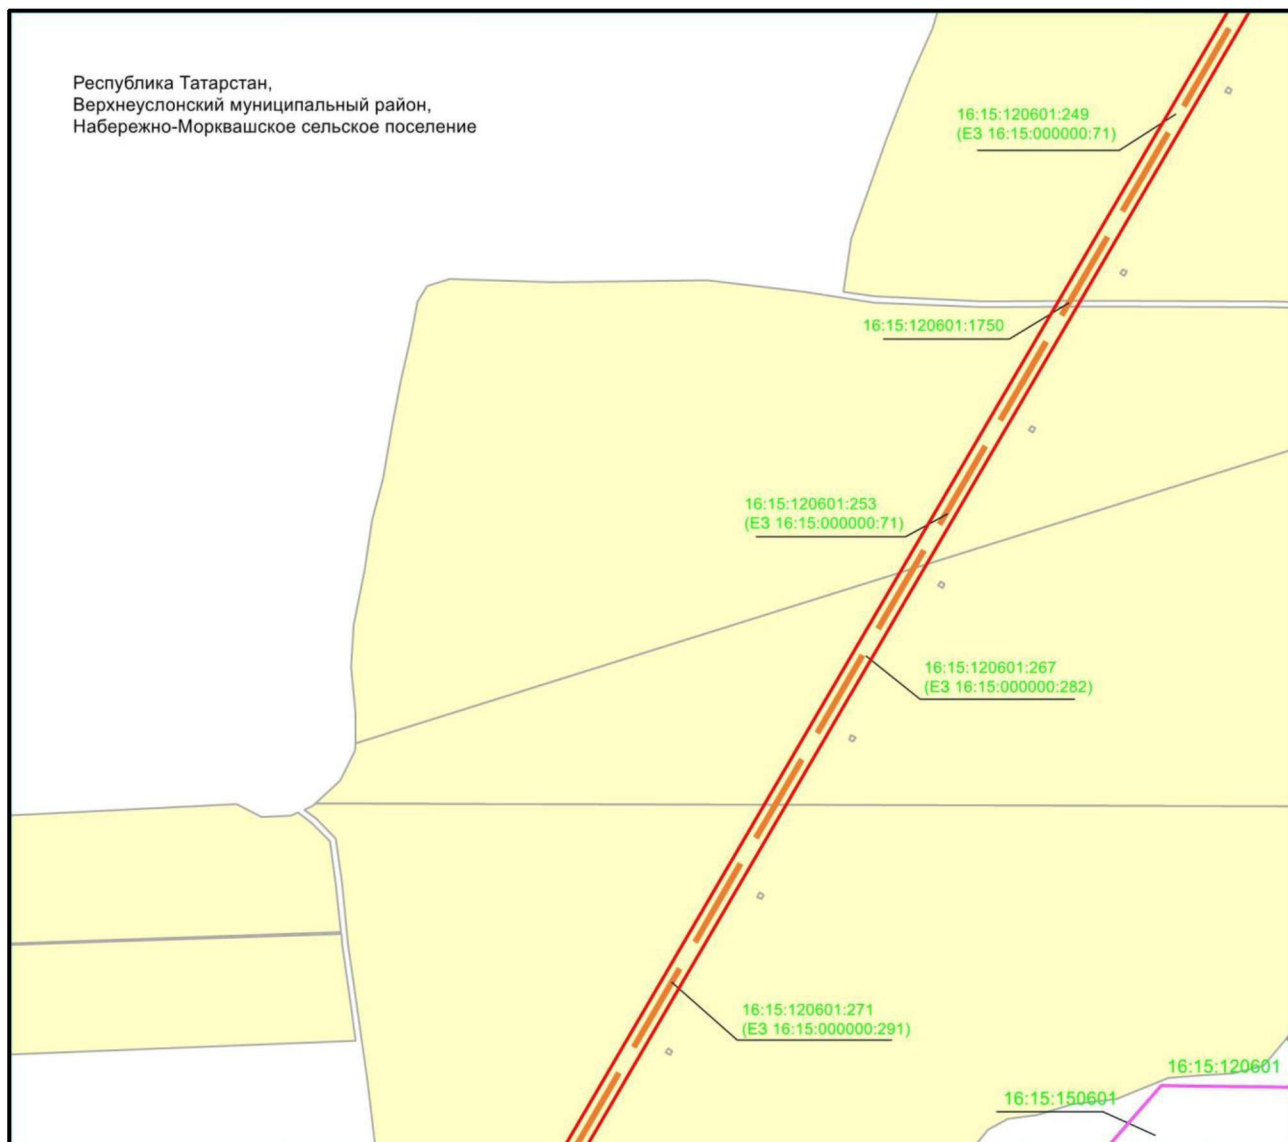 Республика Татарстан,
Верхнеуслонский муниципальный район,
Набережно-Морквашское сельское поселение
16:15:120601:249
(ЕЗ 16:15:000000:71)
16:15:120601:1750
16:15:120601:253
(ЕЗ 16:15:000000:71)
16:15:120601:267
(ЕЗ 16:15:000000:282)
16:15:120601:271
(ЕЗ 16:15:000000:291)
16:15:120601
16:15:150601